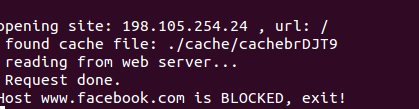 opening site: 198.105.254.24 , url: /
found cache file: ./cache/cachebrDJT9
reading from web server...
Request done.
Host www.facebook.com is BLOCKED, exit!